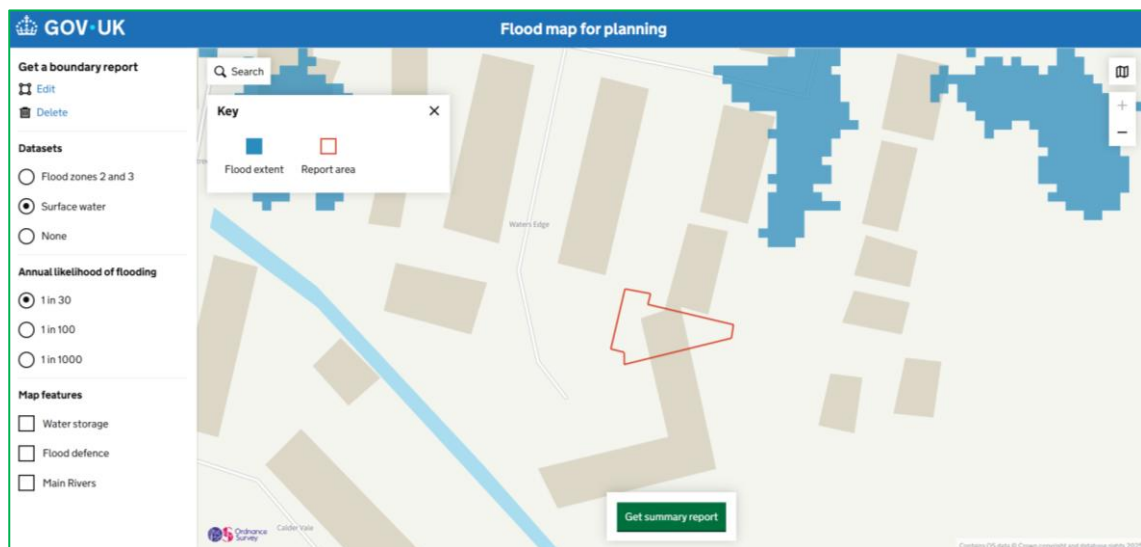 GOV•UK
Flood map for planning
Get a boundary report
Edit
Delete
Datasets
Flood zones 2 and 3
Surface water
None
Annual likelihood of flooding
1 in 30
1 in 100
1 in 1000
Map features
Water storage
Flood defence
Main Rivers
Search
Key
Flood extent
Report area
Waters Edge
Calder Vale
Ordnance
Survey
Get summary report